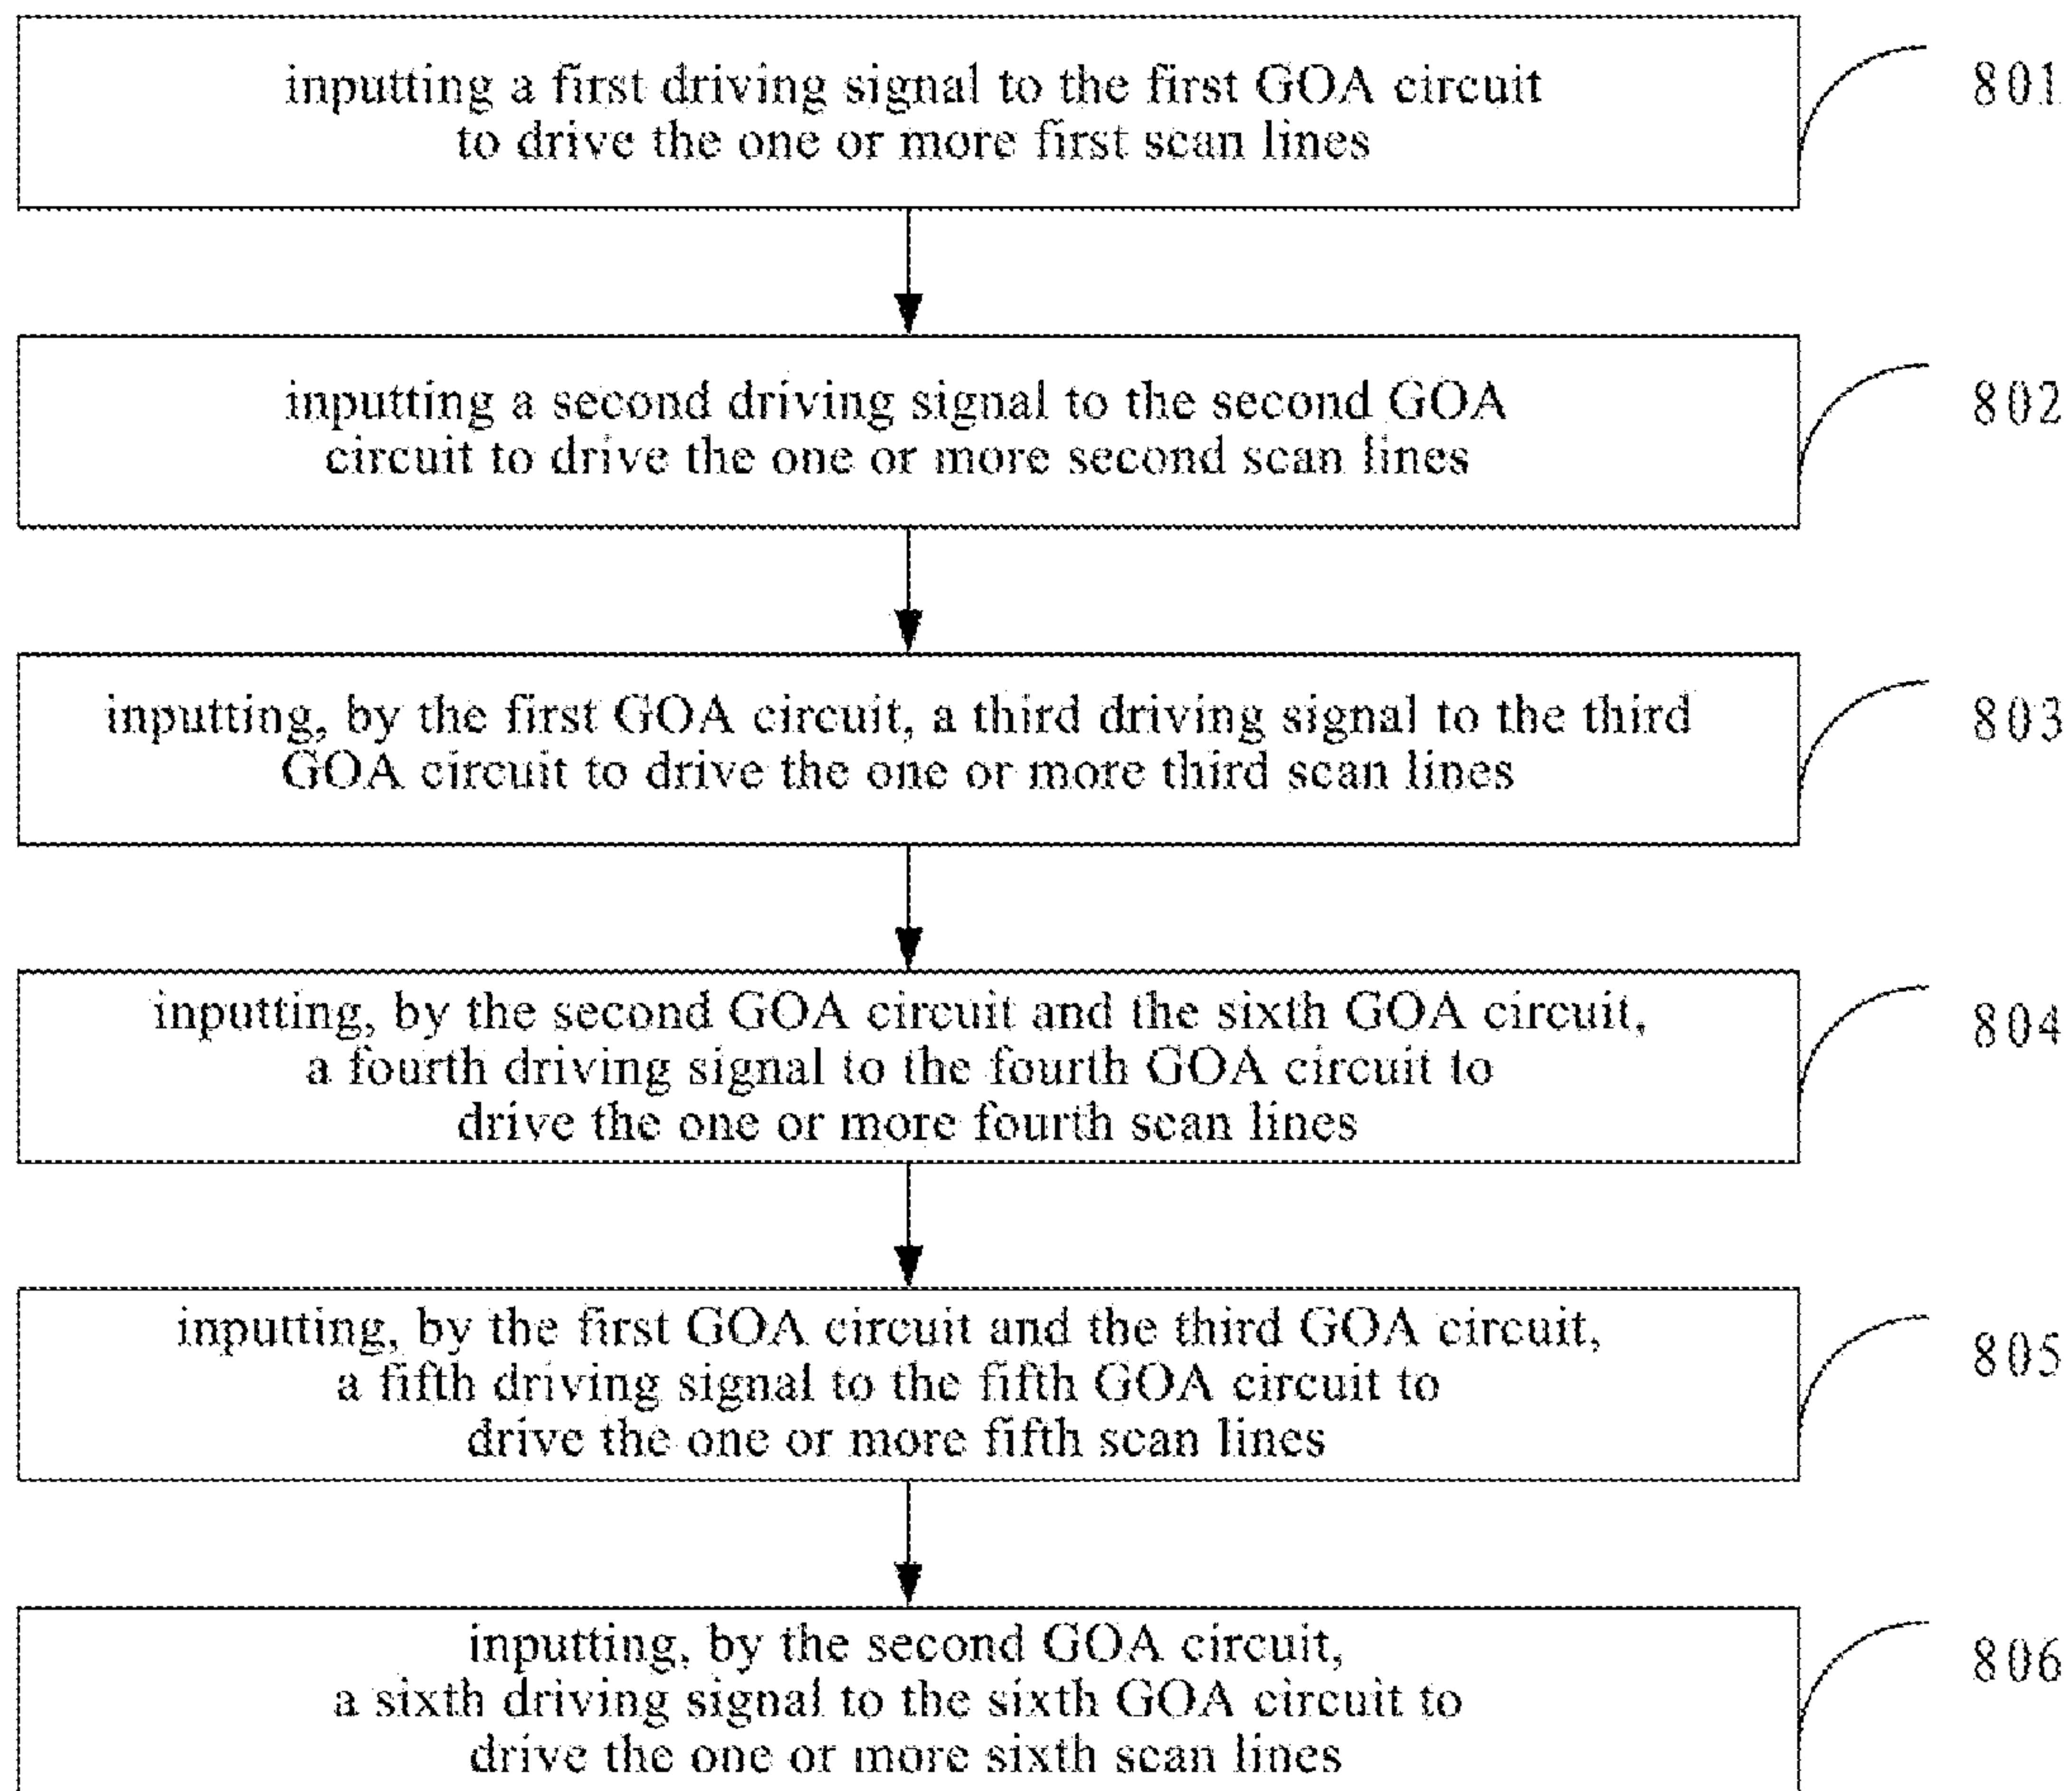 inputting a first driving signal to the first GOA circuit
to drive the one or more first scan lines
801
inputting a second driving signal to the second GOA
circuit to drive the one or more second scan lines
802
inputting, by the first GOA circuit, a third driving signal to the third
GOA circuit to drive the one or more third scan lines
803
inputting, by the second GOA circuit and the sixth GOA circuit,
a fourth driving signal to the fourth GOA circuit to
drive the one or more fourth scan lines
804
inputting, by the first GOA circuit and the third GOA circuit,
a fifth driving signal to the fifth GOA circuit to
drive the one or more fifth scan lines
805
inputting, by the second GOA circuit,
a sixth driving signal to the sixth GOA circuit to
drive the one or more sixth scan lines
806